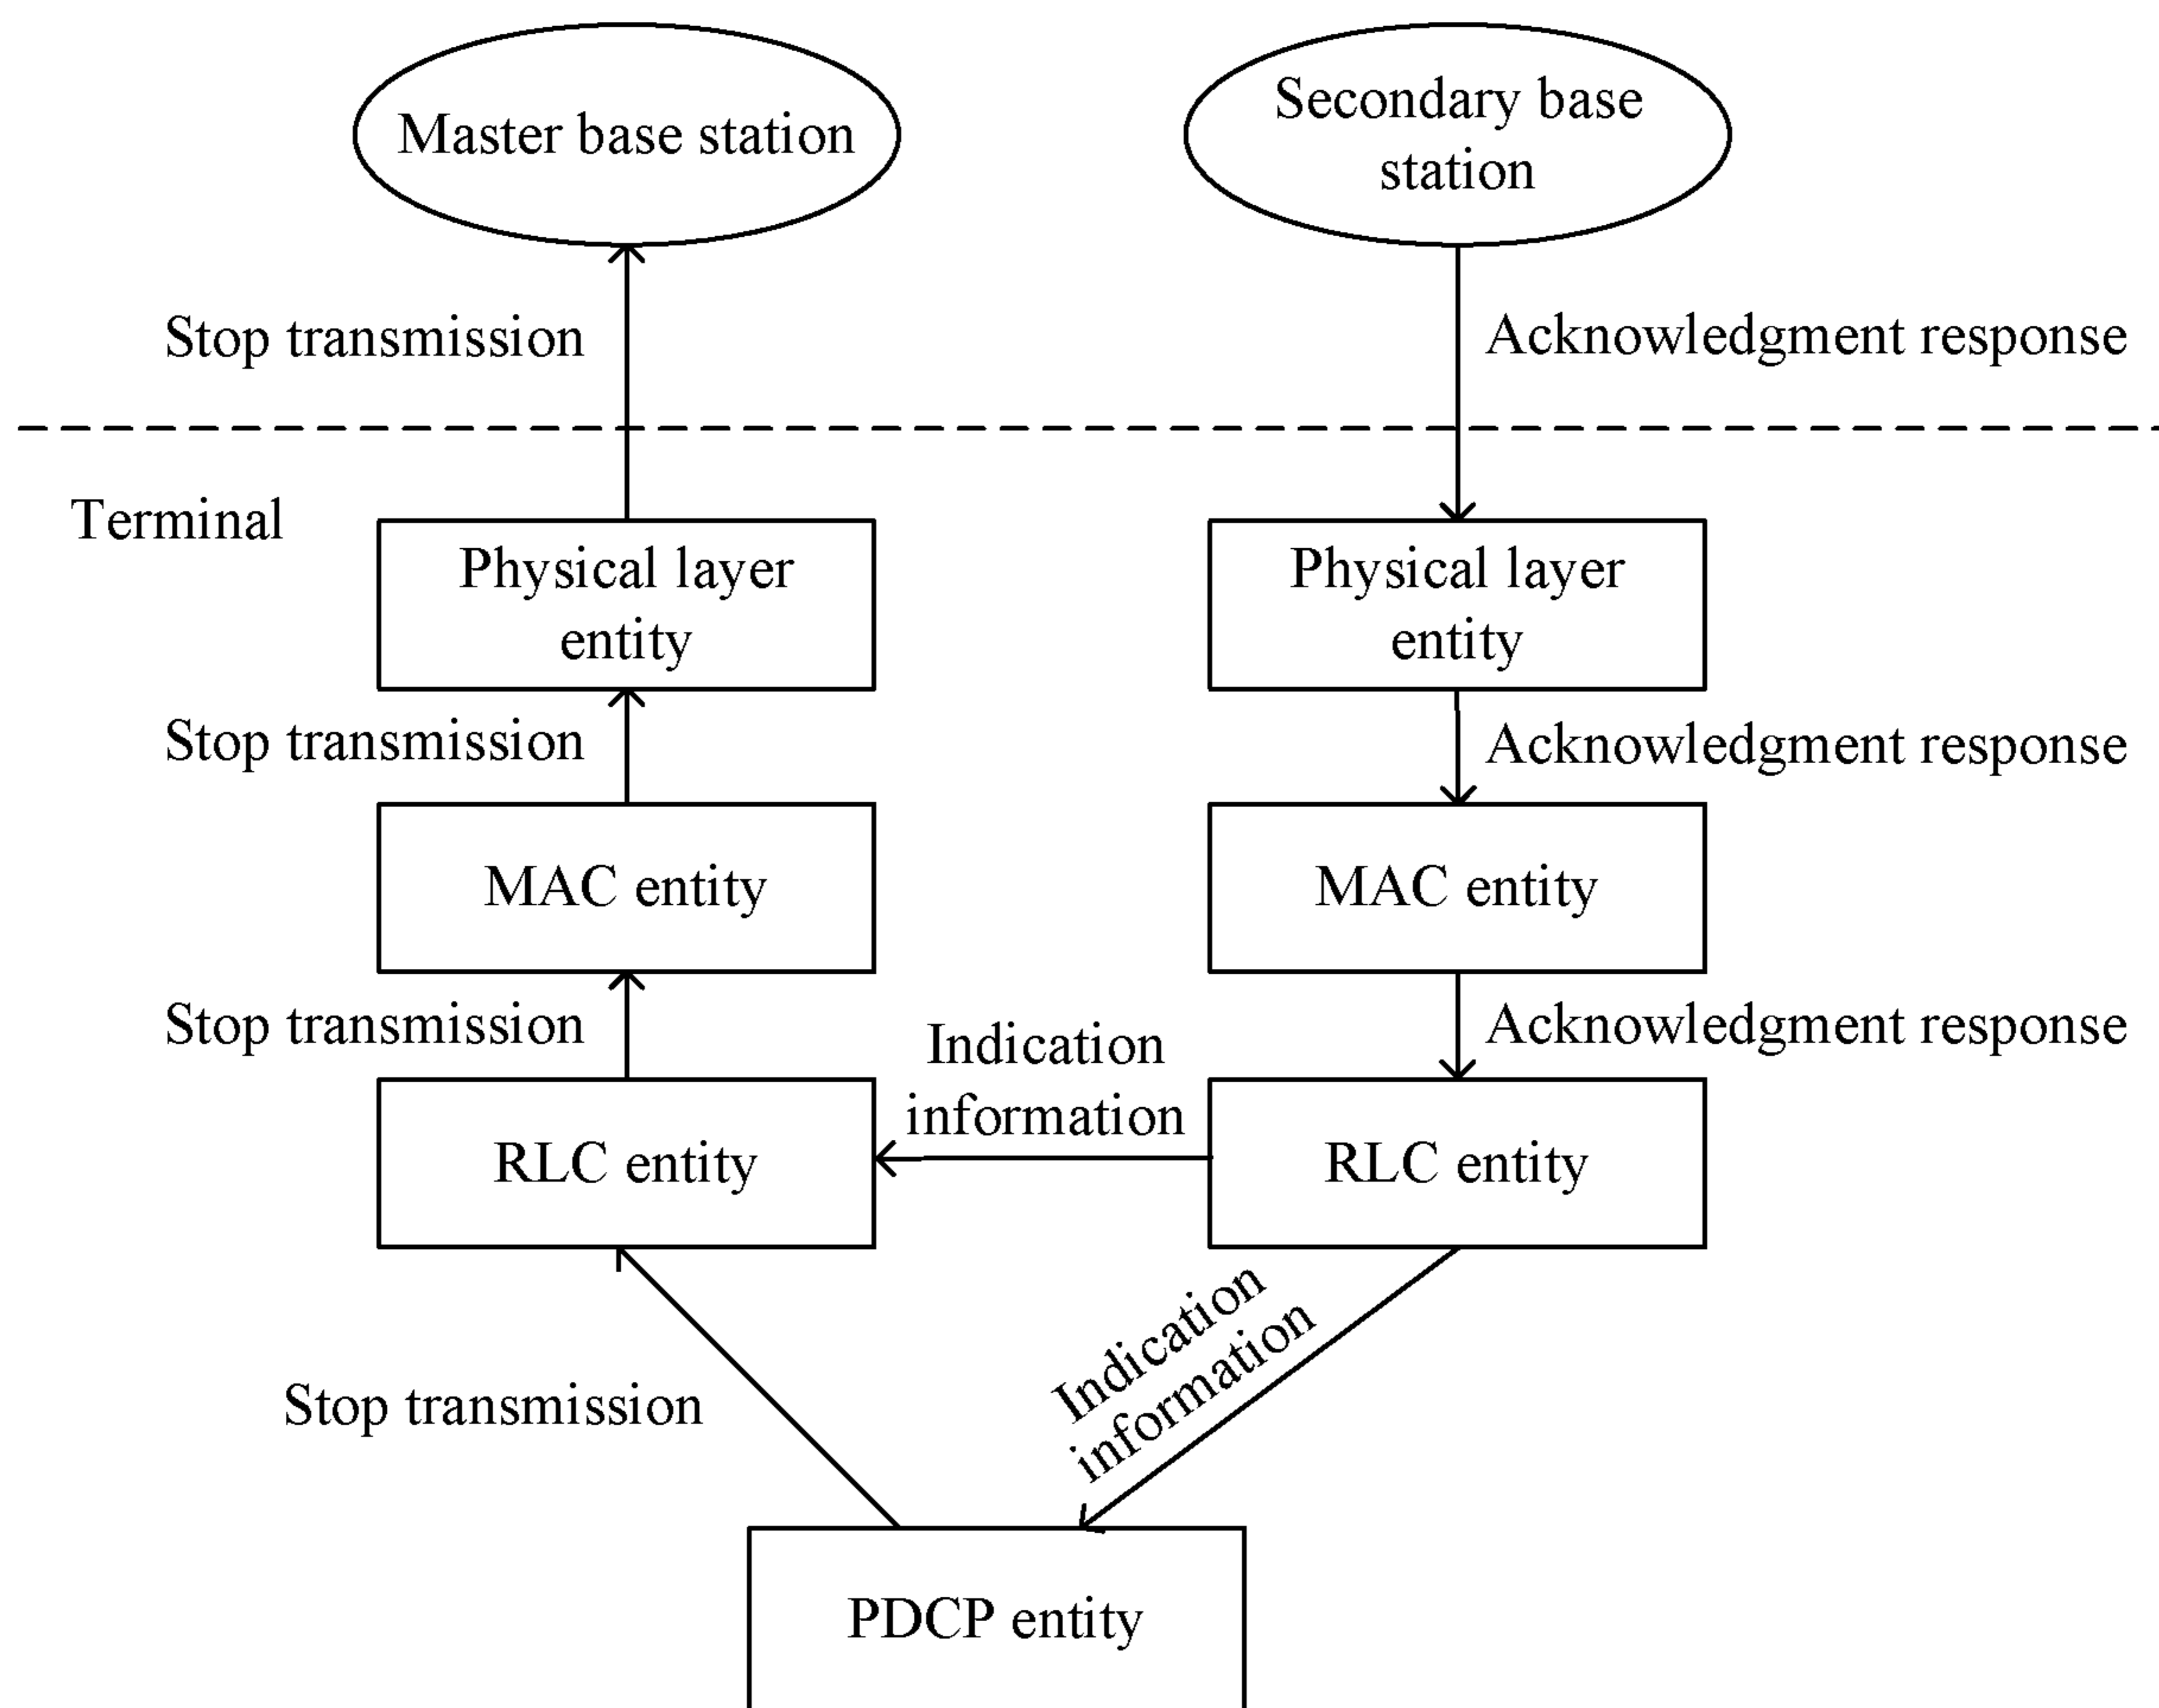 Master base station
Secondary base
station
Stop transmission
Acknowledgment response
Terminal
Physical layer
entity
Physical layer
entity
Stop transmission
Acknowledgment response
MAC entity
MAC entity
Stop transmission
Acknowledgment response
Indication
information
RLC entity
RLC entity
Indication
information
Stop transmission
PDCP entity